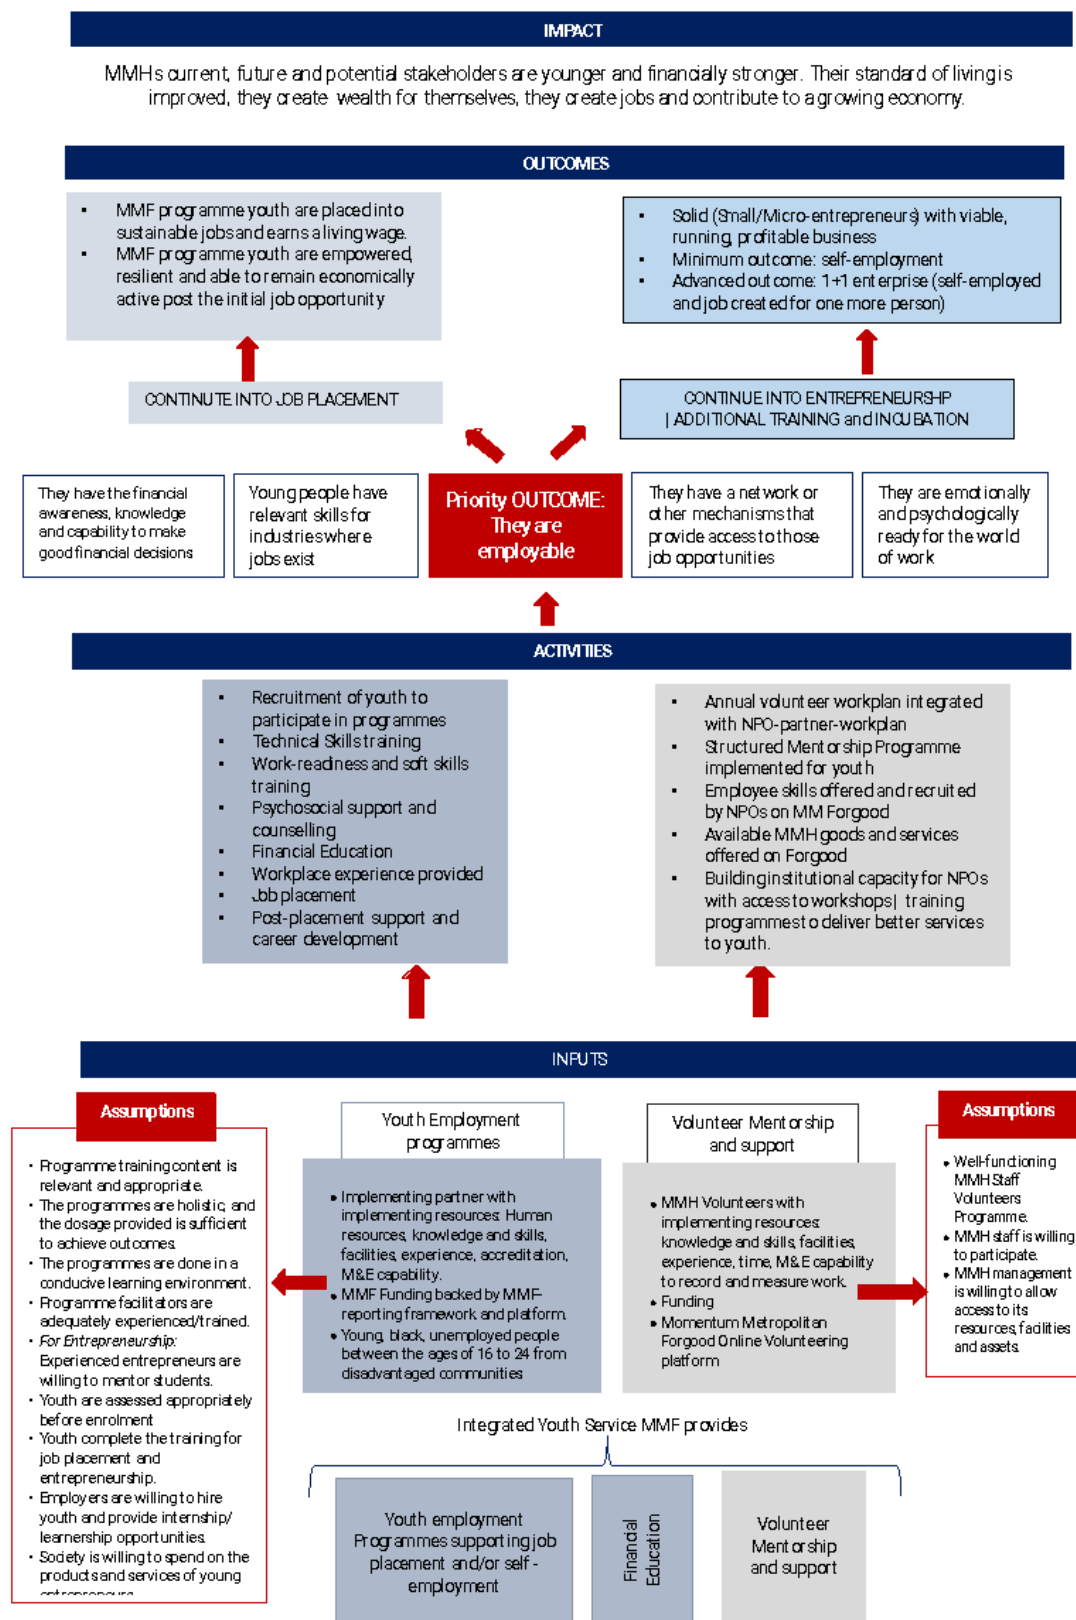 IMPACT
MMHs current, future and potential stakeholders are younger and financially stronger. Their standard of living is
improved, they create wealth for themselves, they create jobs and contribute to a growing economy.
OUTCOMES
▪ MMF programme youth are placed into
sustainable jobs and earns a living wage.
▪ MMF programme youth are empowered,
resilient and able to remain economically
active post the initial job opportunity
▪ Solid (Small/Micro-entrepreneurs) with viable,
running, profitable business
▪ Minimum outcome: self-employment
▪ Advanced outcome: 1+1 enterprise (self-employed
and job created for one more person)
CONTINUTE INTO JOB PLACEMENT
CONTINUE INTO ENTREPRENEURSHIP
| ADDITIONAL TRAINING and INCUBATION
They have the financial
awareness, knowledge
and capability to make
good financial decisions
Young people have
relevant skills for
industries where
jobs exist
Priority OUTCOME:
They are
employable
They have a network or
other mechanisms that
provide access to those
job opportunities
They are emotionally
and psychologically
ready for the world
of work
ACTIVITIES
▪ Recruitment of youth to
participate in programmes
▪ Technical Skills training
▪ Work-readiness and soft skills
training
▪ Psychosocial support and
counselling
▪ Financial Education
▪ Workplace experience provided
▪ Job placement
▪ Post-placement support and
career development
▪ Annual volunteer workplan integrated
with NPO-partner-workplan
▪ Structured Mentorship Programme
implemented for youth
▪ Employee skills offered and recruited
by NPOs on MM Forgood
▪ Available MMH goods and services
offered on Forgood
▪ Building institutional capacity for NPOs
with access to workshops| training
programmes to deliver better services
to youth.
INPUTS
Assumptions
• Programme training content is
relevant and appropriate.
• The programmes are holistic, and
the dosage provided is sufficient
to achieve outcomes.
• The programmes are done in a
conducive learning environment.
• Programme facilitators are
adequately experienced/trained.
• For Entrepreneurship:
Experienced entrepreneurs are
willing to mentor students.
• Youth are assessed appropriately
before enrolment
• Youth complete the training for
job placement and
entrepreneurship.
• Employers are willing to hire
youth and provide internship/
learnership opportunities.
• Society is willing to spend on the
products and services of young
entrepreneurs
Youth Employment
programmes
• Implementing partner with
implementing resources: Human
resources, knowledge and skills,
facilities, experience, accreditation,
M&E capability.
• MMF Funding backed by MMF-
reporting framework and platform.
• Young, black, unemployed people
between the ages of 16 to 24 from
disadvantaged communities
Volunteer Mentorship
and support
• MMH Volunteers with
implementing resources:
knowledge and skills, facilities,
experience, time, M&E capability
to record and measure work.
• Funding
• Momentum Metropolitan
Forgood Online Volunteering
platform
Assumptions
• Well-functioning
MMH Staff
Volunteers
Programme.
• MMH staff is willing
to participate.
• MMH management
is willing to allow
access to its
resources, facilities
and assets.
Integrated Youth Service MMF provides
Youth employment
Programmes supporting job
placement and/or self -
employment
Financial
Education
Volunteer
Mentorship
and support